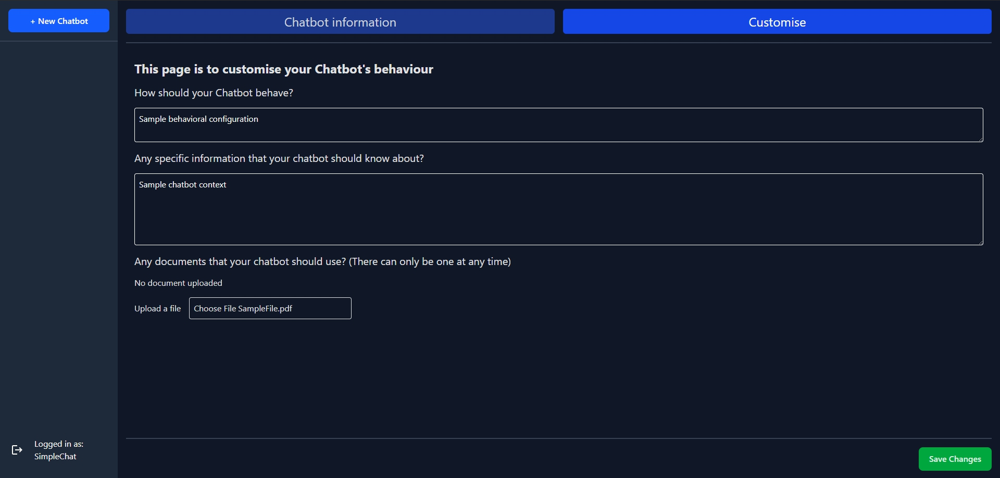 + New Chatbot
Chatbot information
Customise
This page is to customise your Chatbot's behaviour
How should your Chatbot behave?
Sample behavioral configuration
Any specific information that your chatbot should know about?
Sample chatbot context
Any documents that your chatbot should use? (There can only be one at any time)
No document uploaded
Upload a file
Choose File SampleFile.pdf
Logged in as:
SimpleChat
Save Changes